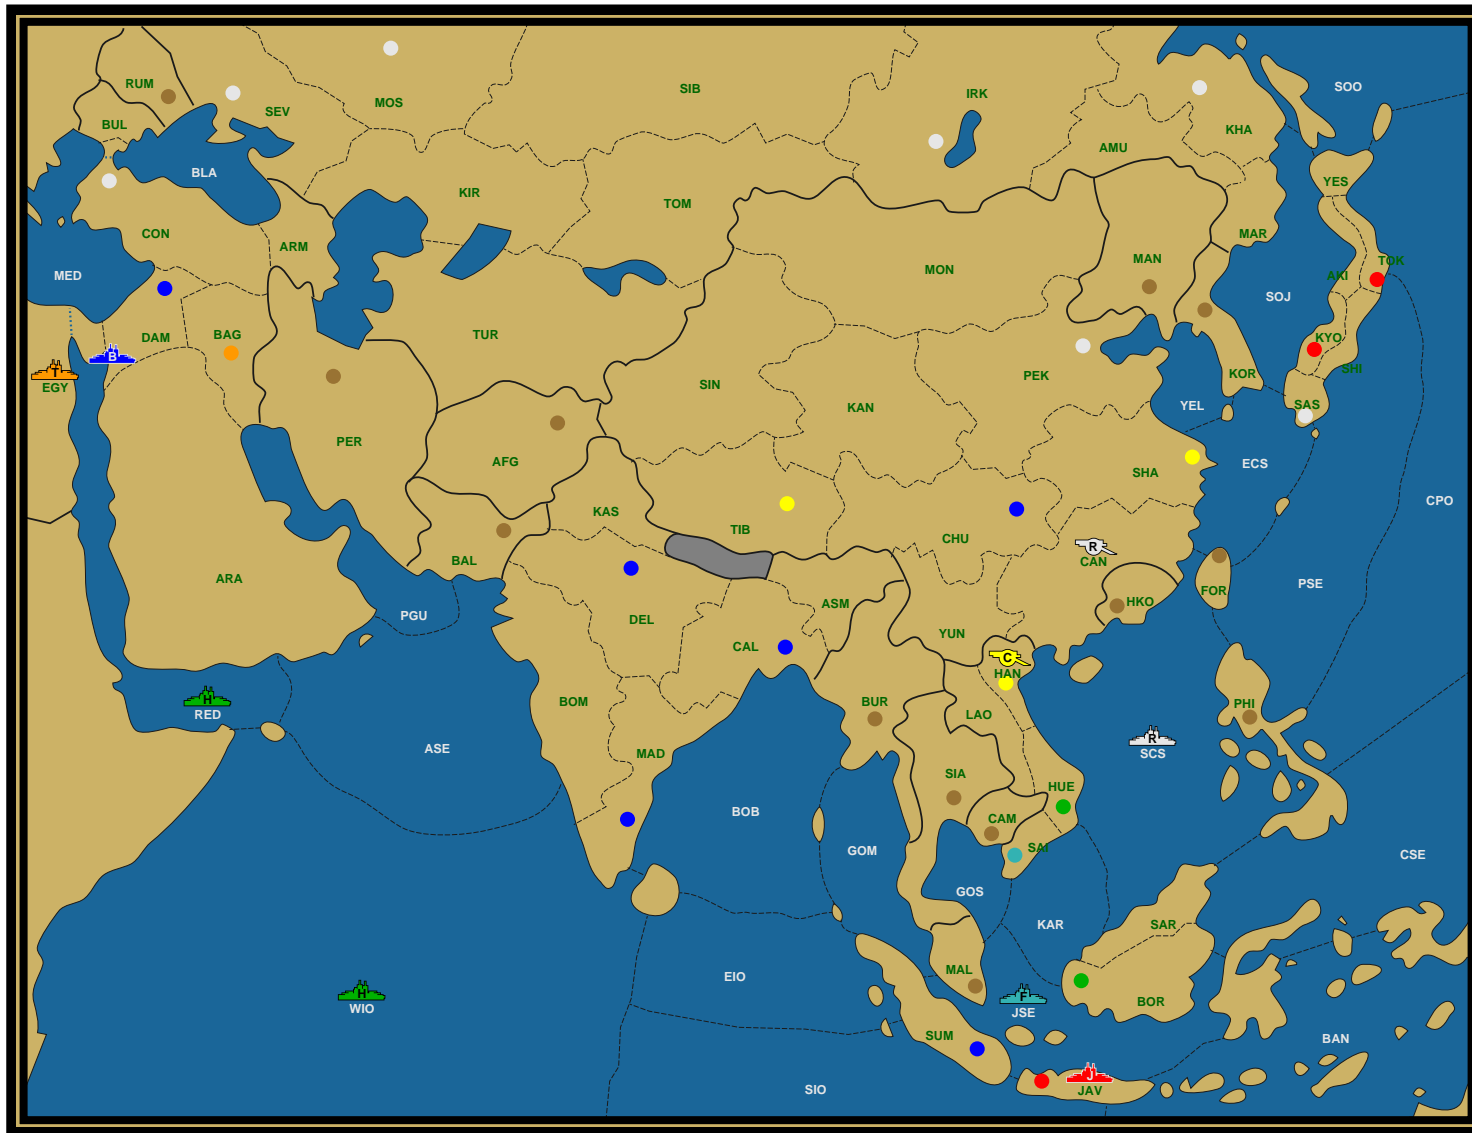 RUM
SEV
MOS
SIB
IRK
SOO
BUL
KHA
AMU
BLA
YES
KIR
TOM
CON
ARM
MAR
MED
MON
MAN
TOK
AKI
SOJ
DAM
BAG
TUR
KYO
B
T
EGY
SIN
PEK
KOR
SHI
KAN
YEL
SAS
PER
AFG
SHA
ECS
CPO
KAS
TIB
CHU
R
BAL
CAN
ARA
PSE
PGU
ASM
HKO
FOR
DEL
YUN
CAL
C
HAN
H
RED
BOM
BUR
LAO
PHI
ASE
MAD
R
SCS
SIA
HUE
BOB
CAM
SAI
GOM
CSE
GOS
KAR
SAR
EIO
MAL
H
WIO
F
JSE
BOR
SUM
BAN
J
SIO
JAV